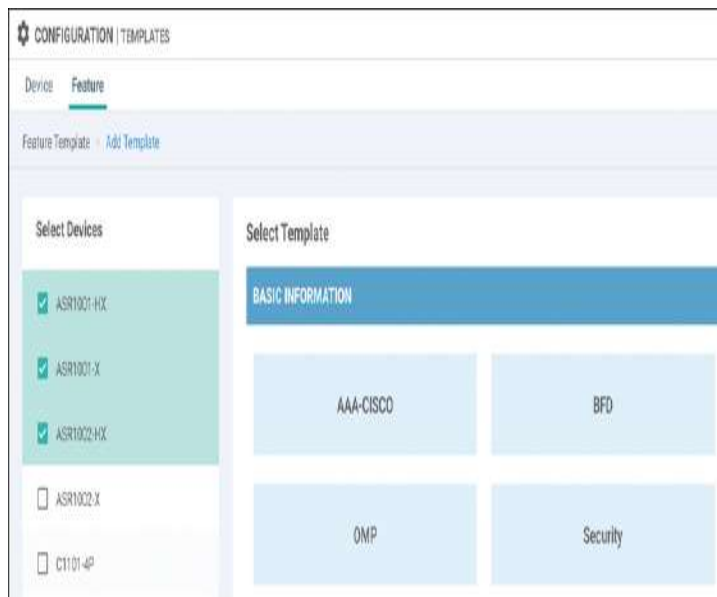 CONFIGURATION | TEMPLATES
Device Feature
Feature Template Add Template
Select Devices
ASR1001-HX
ASR1001-X
ASR1002-HX
ASR1002-X
C1101-4P
Select Template
BASIC INFORMATION
AAA-CISCO BFD
OMP Security